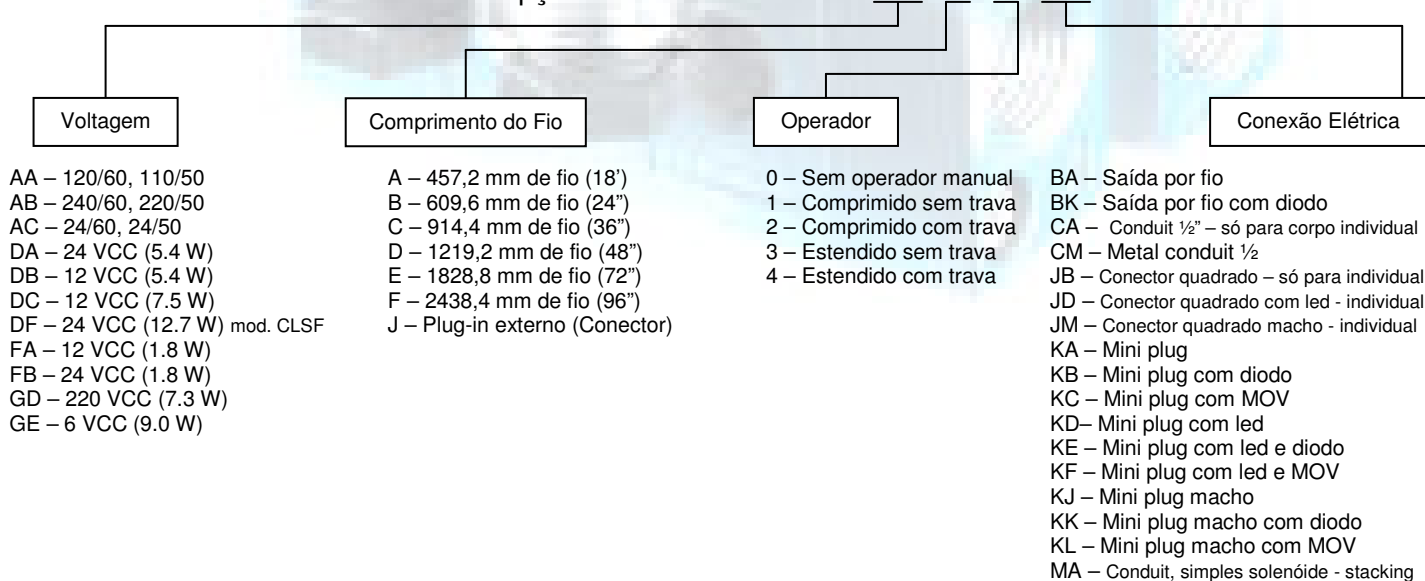 Voltagem
Comprimento do Fio
Operador
Conexão Elétrica
AA – 120/60, 110/50
AB – 240/60, 220/50
AC – 24/60, 24/50
DA – 24 VCC (5.4 W)
DB – 12 VCC (5.4 W)
DC – 12 VCC (7.5 W)
DF – 24 VCC (12.7 W) mod. CLSF
FA – 12 VCC (1.8 W)
FB – 24 VCC (1.8 W)
GD – 220 VCC (7.3 W)
GE – 6 VCC (9.0 W)
A – 457,2 mm de fio (18’)
B – 609,6 mm de fio (24”)
C – 914,4 mm de fio (36”)
D – 1219,2 mm de fio (48”)
E – 1828,8 mm de fio (72”)
F – 2438,4 mm de fio (96”)
J – Plug-in externo (Conector)
0 – Sem operador manual
1 – Comprimido sem trava
2 – Comprimido com trava
3 – Estendido sem trava
4 – Estendido com trava
BA – Saída por fio
BK – Saída por fio com diodo
CA – Conduit ½” – só para corpo individual
CM – Metal conduit ½
JB – Conector quadrado – só para individual
JD – Conector quadrado com led - individual
JM – Conector quadrado macho - individual
KA – Mini plug
KB – Mini plug com diodo
KC – Mini plug com MOV
KD– Mini plug com led
KE – Mini plug com led e diodo
KF – Mini plug com led e MOV
KJ – Mini plug macho
KK – Mini plug macho com diodo
KL – Mini plug macho com MOV
MA – Conduit, simples solenóide - stacking